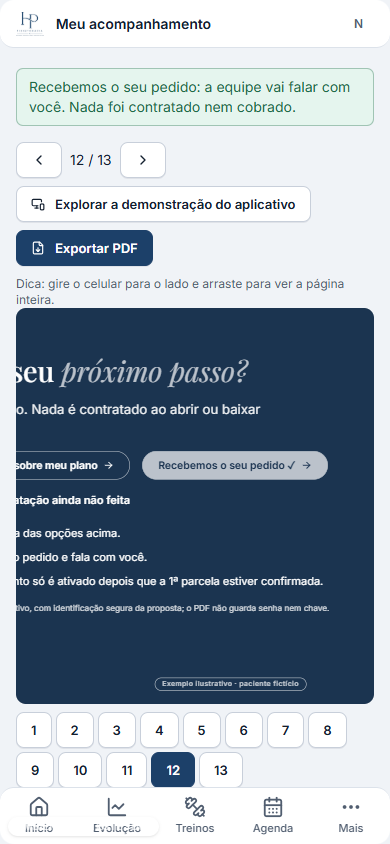 HP
Meu acompanhamento
N
Recebemos o seu pedido: a equipe vai falar com
você. Nada foi contratado nem cobrado.
12 / 13
Explorar a demonstração do aplicativo
Exportar PDF
Dica: gire o celular para o lado e arraste para ver a página
inteira.
seu próximo passo?
o. Nada é contratado ao abrir ou baixar
sobre meu plano →
Recebemos o seu pedido ✓ →
atação ainda não feita
a das opções acima.
o pedido e fala com você.
nto só é ativado depois que a 1ª parcela estiver confirmada.
tivo, com identificação segura da proposta; o PDF não guarda senha nem chave.
Exemplo ilustrativo · paciente fictício
1 2 3 4 5 6 7 8
9 10 11 12 13
Início Evolução Treinos Agenda Mais